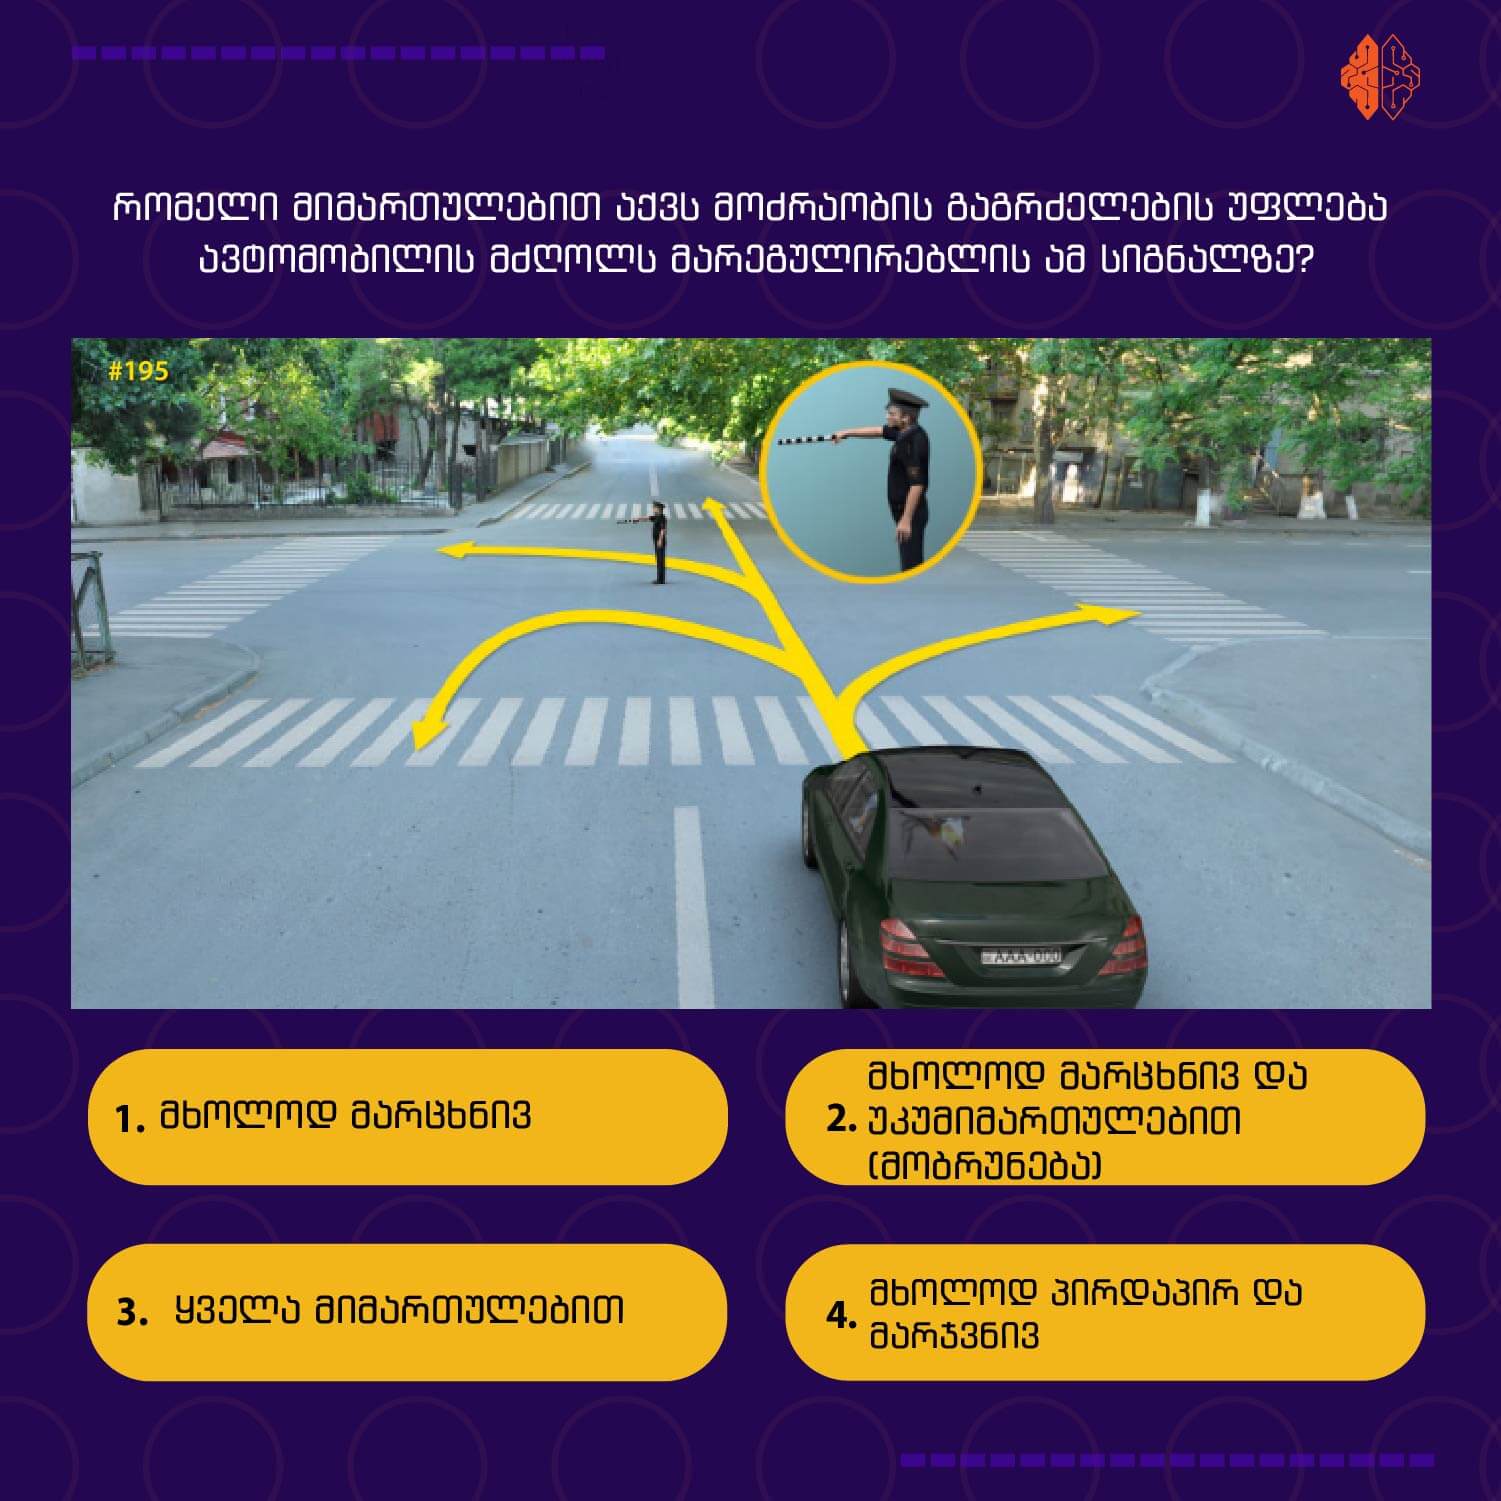 რომელი მიმართულებით აქვს მოძრაობის გაგრძელების უფლება
ავტომობილის მძღოლს მარეგულირებლის ამ სიგნალზე?
#195
AAA-000
1. მხოლოდ მარცხნივ
2. მხოლოდ მარცხნივ და
უკუმიმართულებით
(მობრუნება)
3. ყველა მიმართულებით
4. მხოლოდ პირდაპირ და
მარჯვნივ